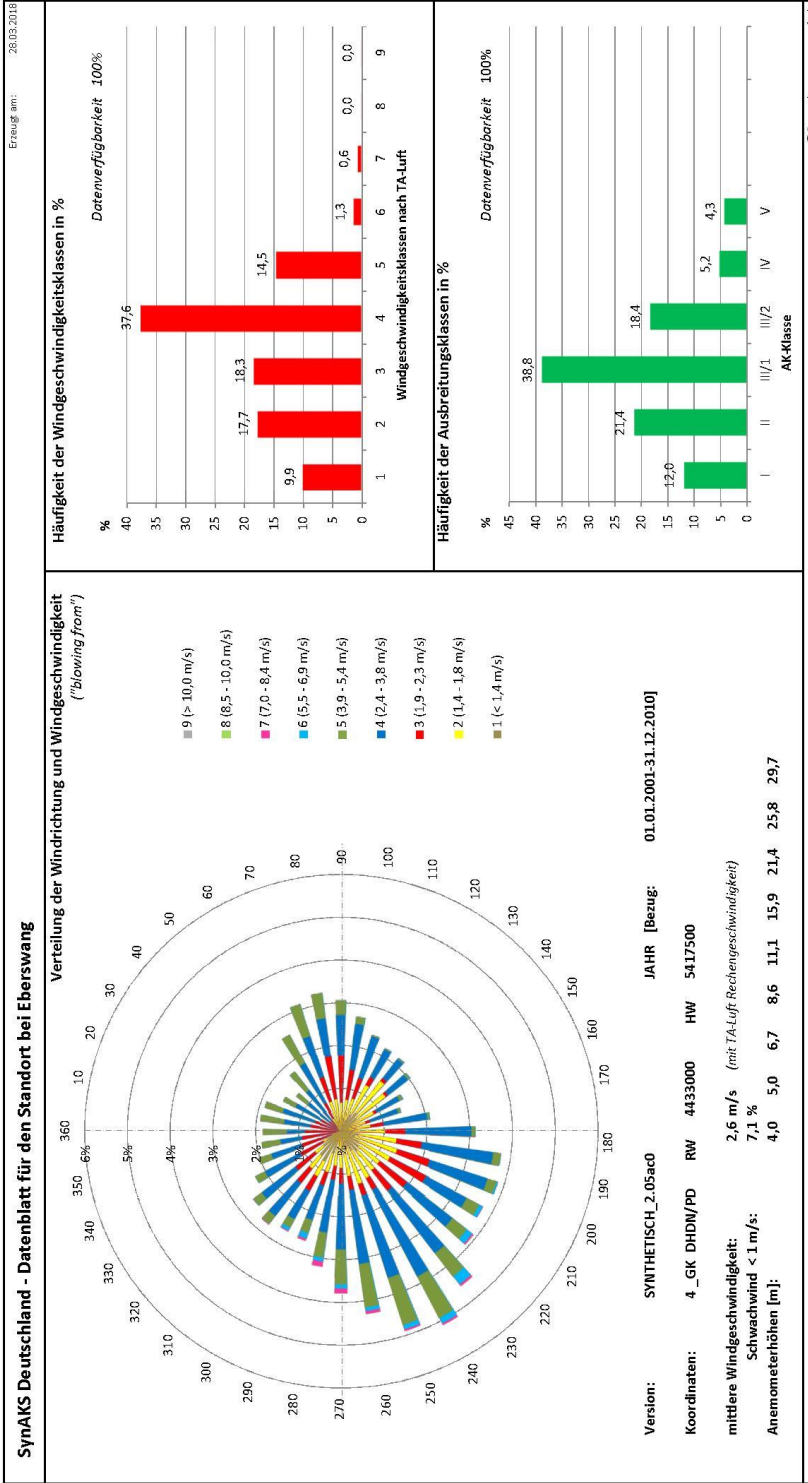 SynAKS Deutschland - Datenblatt für den Standort bei Eberswang
Erzeugt am: 28.03.2018
Verteilung der Windrichtung und Windgeschwindigkeit
("blowing from")
360
10
20
30
40
50
60
70
80
90
100
110
120
130
140
150
160
170
180
190
200
210
220
230
240
250
260
270
280
290
300
310
320
330
340
350
6%
5%
4%
3%
2%
1%
0%
9 (> 10,0 m/s)
8 (8,5 - 10,0 m/s)
7 (7,0 - 8,4 m/s)
6 (5,5 - 6,9 m/s)
5 (3,9 - 5,4 m/s)
4 (2,4 - 3,8 m/s)
3 (1,9 - 2,3 m/s)
2 (1,4 - 1,8 m/s)
1 (< 1,4 m/s)
Version: SYNTHETISCH_2.05ac0 JAHR [Bezug: 01.01.2001-31.12.2010]
Koordinaten: 4_GK DHDN/PD RW 4433000 HW 5417500
mittlere Windgeschwindigkeit: 2,6 m/s (mit TA-Luft Rechengeschwindigkeit)
Schwachwind < 1 m/s: 7,1 %
Anemometerhöhen [m]: 4,0 5,0 6,7 8,6 11,1 15,9 21,4 25,8 29,7
Häufigkeit der Windgeschwindigkeitsklassen in %
% Datenverfügbarkeit 100%
40
35
30
25
20
15
10
5
0
9,9 17,7 18,3 37,6 14,5 1,3 0,6 0,0 0,0
1 2 3 4 5 6 7 8 9
Windgeschwindigkeitsklassen nach TA-Luft
Häufigkeit der Ausbreitungsklassen in %
% Datenverfügbarkeit 100%
45
40
35
30
25
20
15
10
5
0
12,0 21,4 38,8 18,4 5,2 4,3
I II III/1 III/2 IV V
AK-Klasse